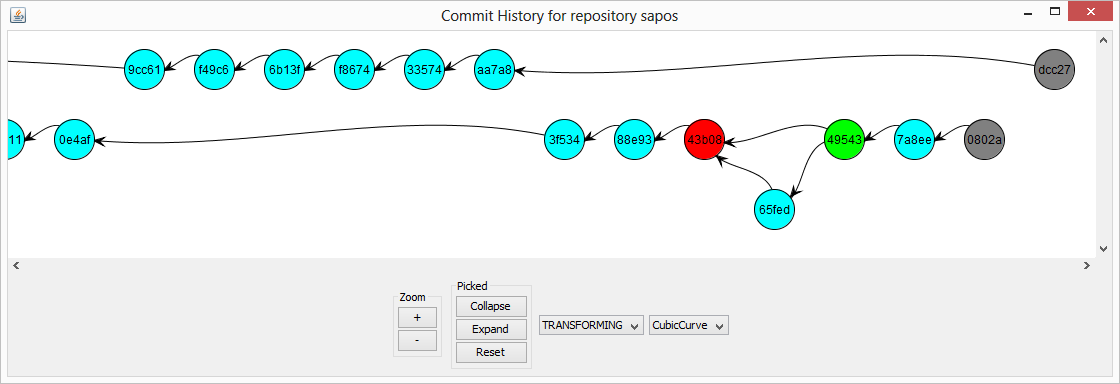 Commit History for repository sapos
9cc61 f49c6 6b13f f8674 33574 aa7a8 dcc27
11 0e4af 3f534 88e93 43b08 49543 7a8ee 0802a
65fed
Zoom
+
-
Picked
Collapse
Expand
Reset
TRANSFORMING CubicCurve